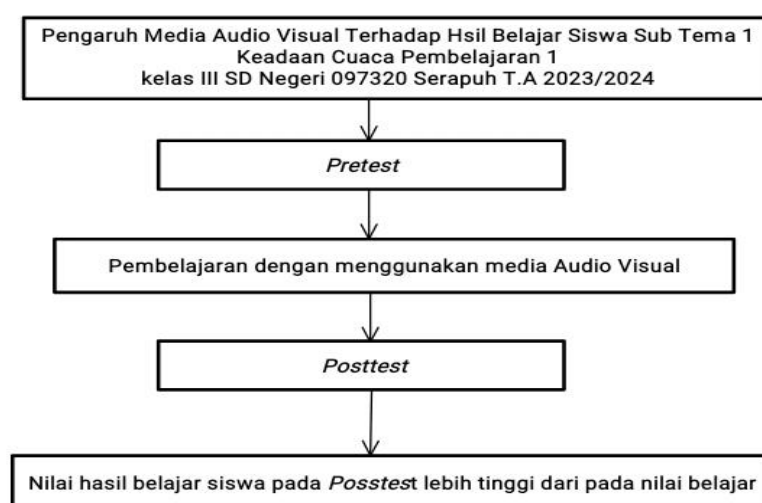 Pengaruh Media Audio Visual Terhadap Hsil Belajar Siswa Sub Tema 1
Keadaan Cuaca Pembelajaran 1
kelas III SD Negeri 097320 Serapuh T.A 2023/2024
Pretest
Pembelajaran dengan menggunakan media Audio Visual
Posttest
Nilai hasil belajar siswa pada Posstest lebih tinggi dari pada nilai belajar